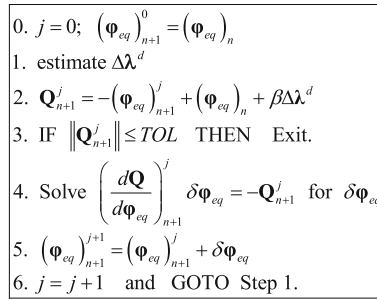 0. j = 0; (φ_eq)^0_{n+1} = (φ_eq)_n
1. estimate Δλ^d
2. Q^j_{n+1} = −(φ_eq)^j_{n+1} + (φ_eq)_n + βΔλ^d
3. IF ‖Q^j_{n+1}‖ ≤ TOL THEN Exit.
4. Solve (dQ/dφ_eq)^j_{n+1} δφ_eq = −Q^j_{n+1} for δφ_eq
5. (φ_eq)^{j+1}_{n+1} = (φ_eq)^j_{n+1} + δφ_eq
6. j = j + 1 and GOTO Step 1.